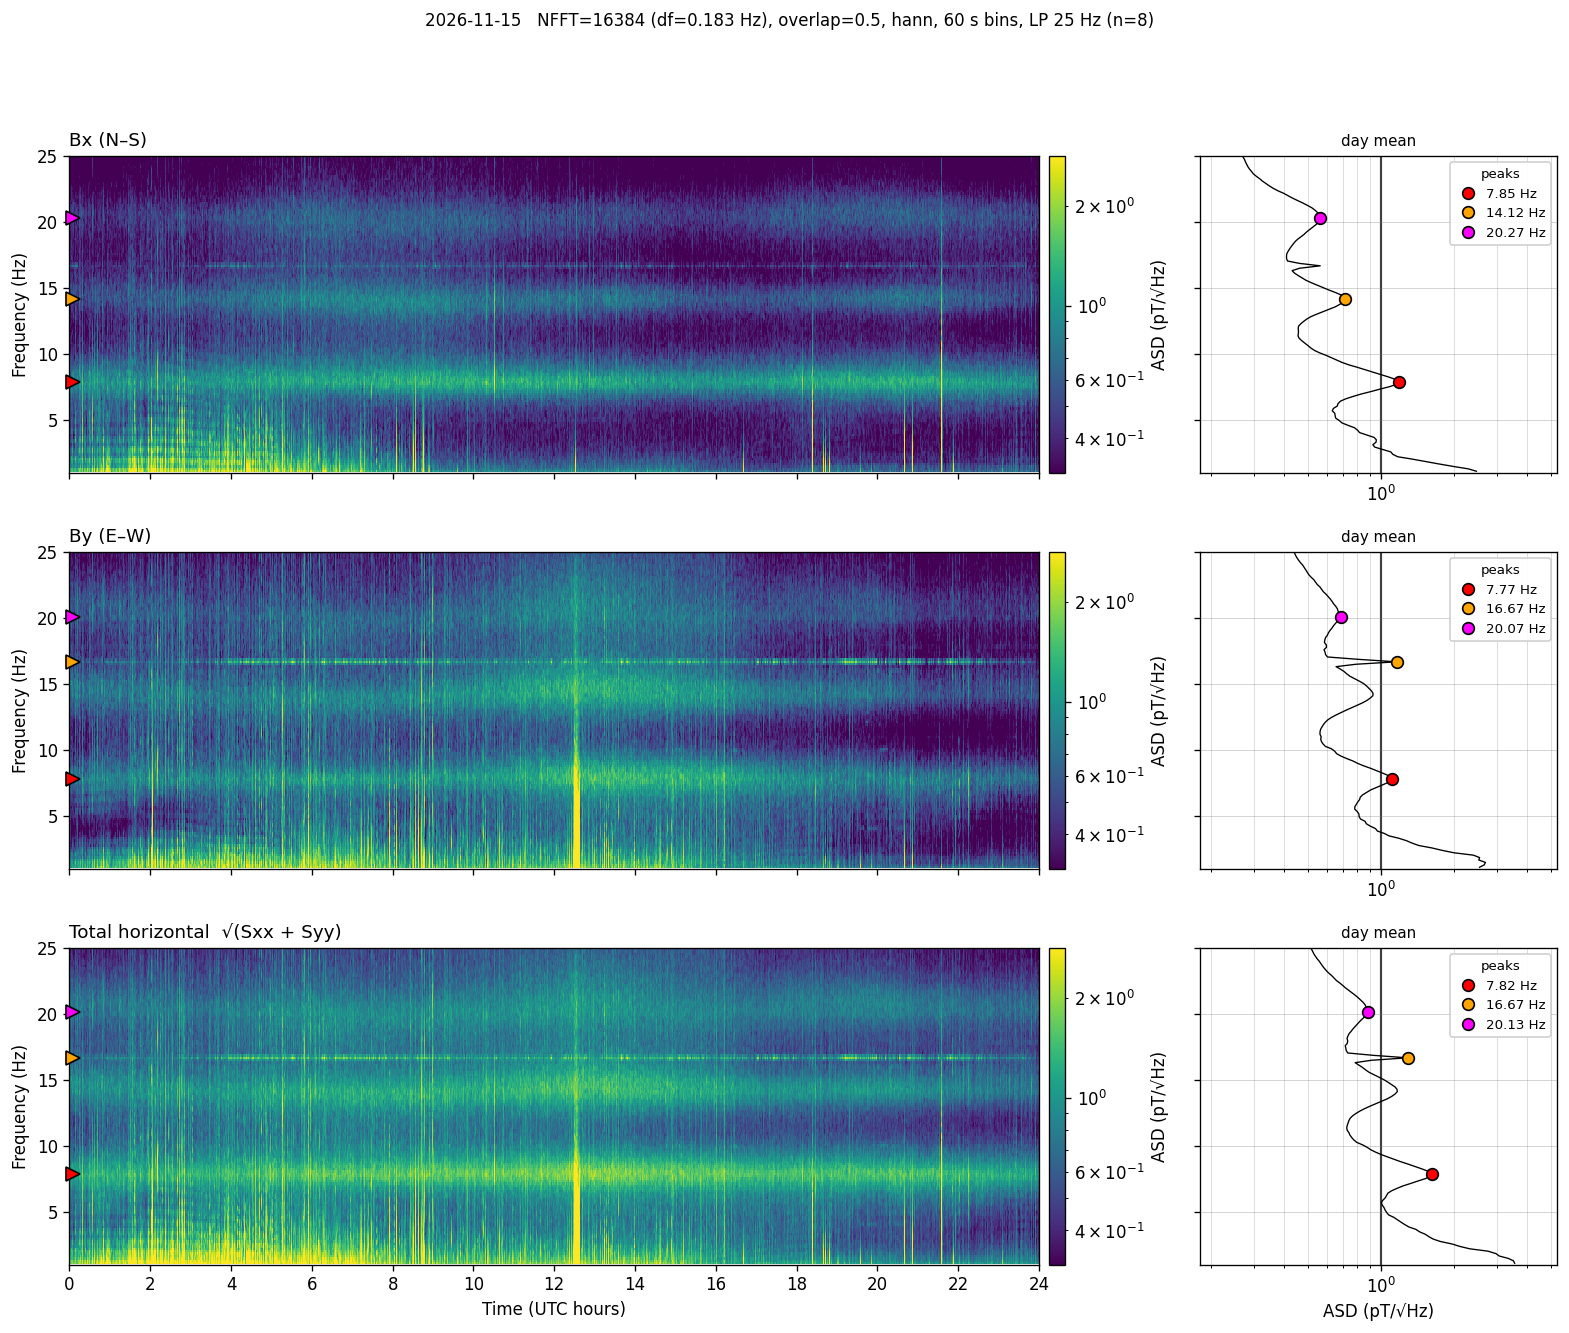 2026-11-15   NFFT=16384 (df=0.183 Hz), overlap=0.5, hann, 60 s bins, LP 25 Hz (n=8)
Bx (N–S)
Frequency (Hz)
25
20
15
10
5
2 × 10⁰
10⁰
6 × 10⁻¹
4 × 10⁻¹
ASD (pT/√Hz)
day mean
peaks
7.85 Hz
14.12 Hz
20.27 Hz
10⁰
By (E–W)
Frequency (Hz)
25
20
15
10
5
2 × 10⁰
10⁰
6 × 10⁻¹
4 × 10⁻¹
ASD (pT/√Hz)
day mean
peaks
7.77 Hz
16.67 Hz
20.07 Hz
10⁰
Total horizontal  √(Sxx + Syy)
Frequency (Hz)
25
20
15
10
5
0 2 4 6 8 10 12 14 16 18 20 22 24
Time (UTC hours)
2 × 10⁰
10⁰
6 × 10⁻¹
4 × 10⁻¹
ASD (pT/√Hz)
day mean
peaks
7.82 Hz
16.67 Hz
20.13 Hz
10⁰
ASD (pT/√Hz)